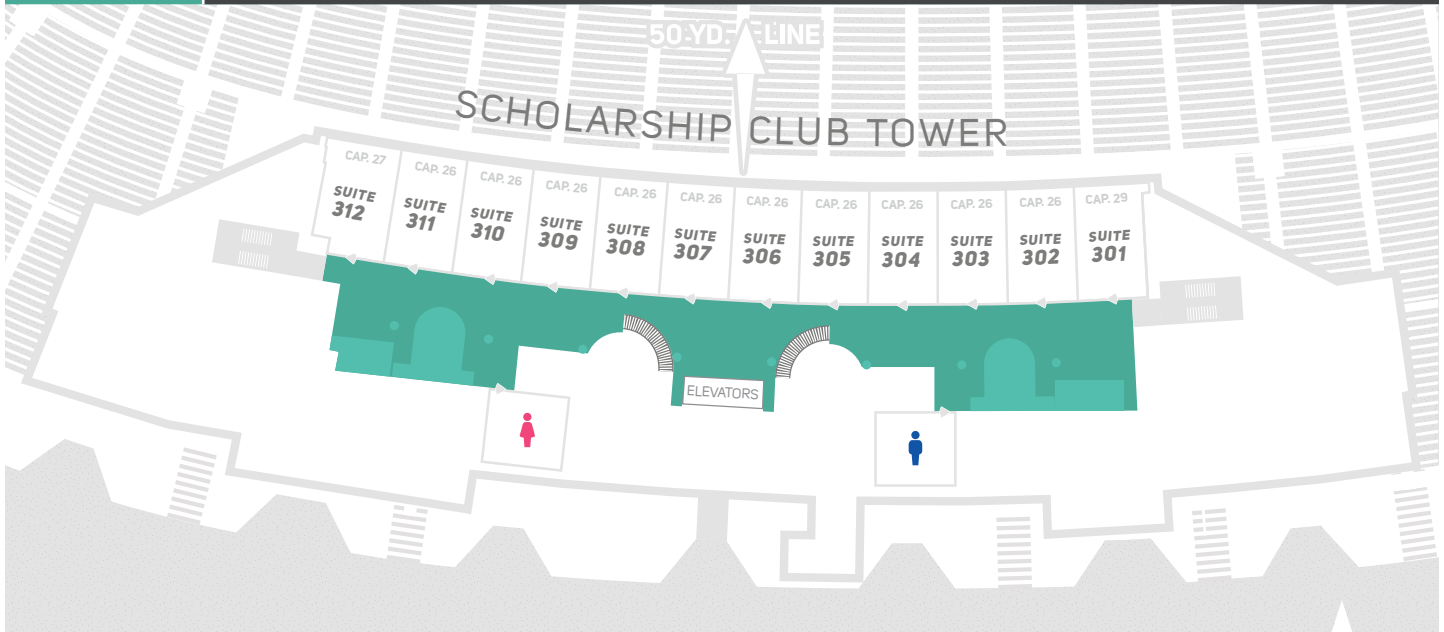 50 YD. LINE
SCHOLARSHIP CLUB TOWER
CAP. 27
SUITE
312
CAP. 26
SUITE
311
CAP. 26
SUITE
310
CAP. 26
SUITE
309
CAP. 26
SUITE
308
CAP. 26
SUITE
307
CAP. 26
SUITE
306
CAP. 26
SUITE
305
CAP. 26
SUITE
304
CAP. 26
SUITE
303
CAP. 26
SUITE
302
CAP. 29
SUITE
301
ELEVATORS